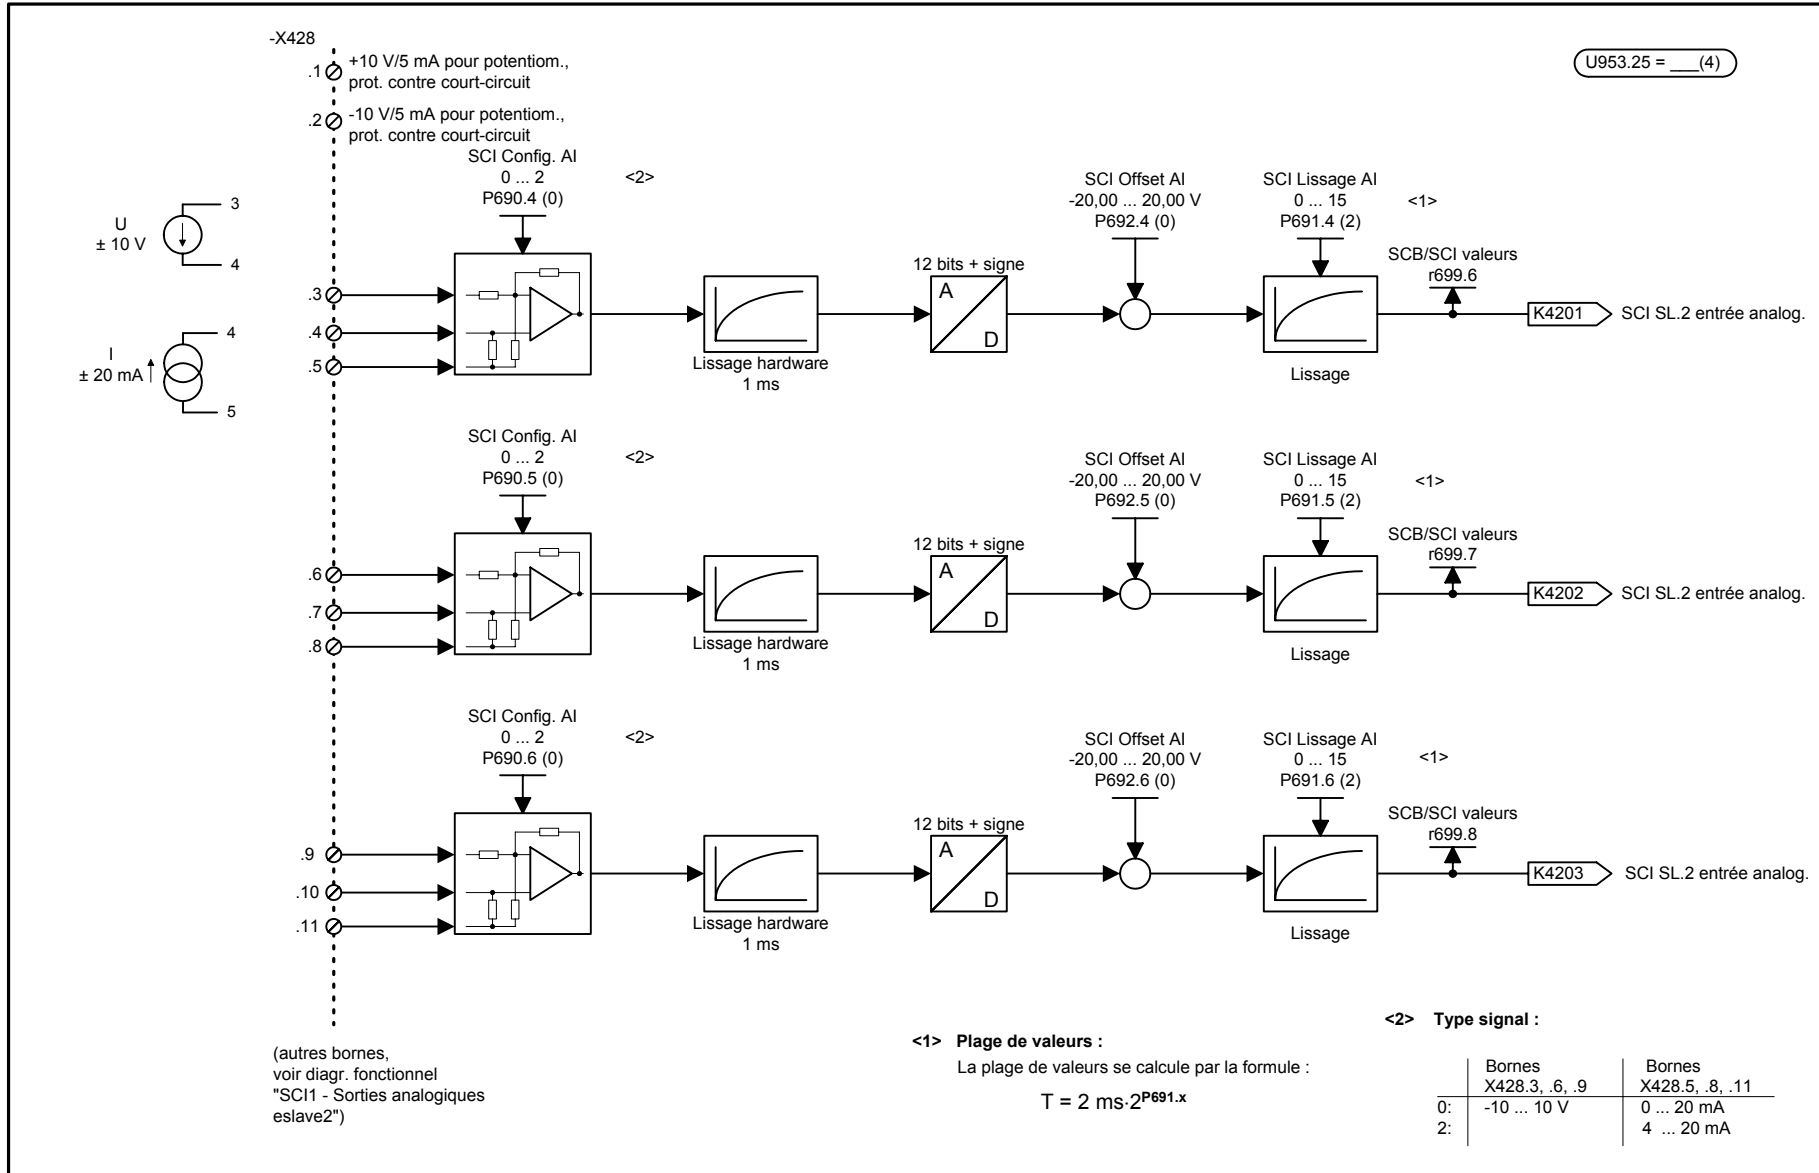 -X428
.1
+10 V/5 mA pour potentiom.,
prot. contre court-circuit
U953.25 = ___(4)
.2
-10 V/5 mA pour potentiom.,
prot. contre court-circuit
U
± 10 V
3
4
I
± 20 mA
4
5
SCI Config. AI
0 ... 2
P690.4 (0)
<2>
.3
.4
.5
Lissage hardware
1 ms
12 bits + signe
A
D
SCI Offset AI
-20,00 ... 20,00 V
P692.4 (0)
SCI Lissage AI
0 ... 15
P691.4 (2)
<1>
Lissage
SCB/SCI valeurs
r699.6
K4201
SCI SL.2 entrée analog.
SCI Config. AI
0 ... 2
P690.5 (0)
<2>
.6
.7
.8
Lissage hardware
1 ms
12 bits + signe
A
D
SCI Offset AI
-20,00 ... 20,00 V
P692.5 (0)
SCI Lissage AI
0 ... 15
P691.5 (2)
<1>
Lissage
SCB/SCI valeurs
r699.7
K4202
SCI SL.2 entrée analog.
SCI Config. AI
0 ... 2
P690.6 (0)
<2>
.9
.10
.11
Lissage hardware
1 ms
12 bits + signe
A
D
SCI Offset AI
-20,00 ... 20,00 V
P692.6 (0)
SCI Lissage AI
0 ... 15
P691.6 (2)
<1>
Lissage
SCB/SCI valeurs
r699.8
K4203
SCI SL.2 entrée analog.
(autres bornes,
voir diagr. fonctionnel
"SCI1 - Sorties analogiques
eslave2")
<1> Plage de valeurs :
La plage de valeurs se calcule par la formule :
T = 2 ms·2^P691.x
<2> Type signal :
Bornes Bornes
X428.3, .6, .9 X428.5, .8, .11
0: -10 ... 10 V 0 ... 20 mA
2: 4 ... 20 mA